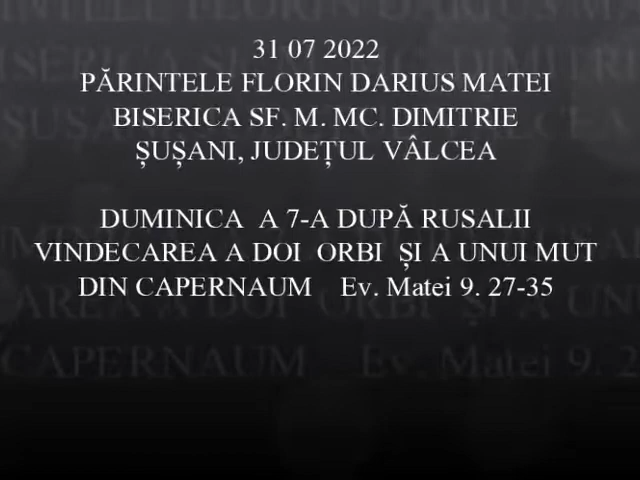 31 07 2022
PĂRINTELE FLORIN DARIUS MATEI
BISERICA SF. M. MC. DIMITRIE
ȘUȘANI, JUDEȚUL VÂLCEA
DUMINICA A 7-A DUPĂ RUSALII
VINDECAREA A DOI ORBI ȘI A UNUI MUT
DIN CAPERNAUM Ev. Matei 9. 27-35